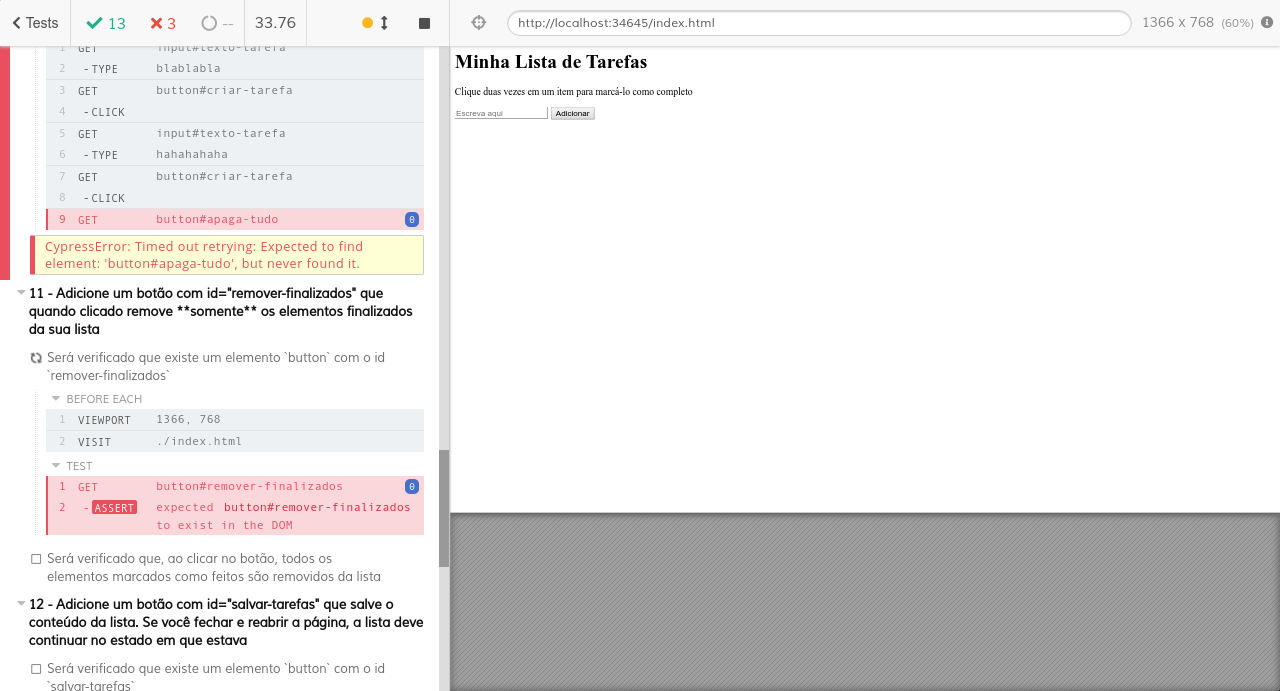 Tests
13
3
--
33.76
http://localhost:34645/index.html
1366 x 768 (60%)
1 GET input#texto-tarefa
2 -TYPE blablabla
3 GET button#criar-tarefa
4 -CLICK
5 GET input#texto-tarefa
6 -TYPE hahahahaha
7 GET button#criar-tarefa
8 -CLICK
9 GET button#apaga-tudo 0
CypressError: Timed out retrying: Expected to find
element: 'button#apaga-tudo', but never found it.
11 - Adicione um botão com id="remover-finalizados" que
quando clicado remove **somente** os elementos finalizados
da sua lista
Será verificado que existe um elemento `button` com o id
`remover-finalizados`
BEFORE EACH
1 VIEWPORT 1366, 768
2 VISIT ./index.html
TEST
1 GET button#remover-finalizados 0
2 -ASSERT expected button#remover-finalizados
to exist in the DOM
Será verificado que, ao clicar no botão, todos os
elementos marcados como feitos são removidos da lista
12 - Adicione um botão com id="salvar-tarefas" que salve o
conteúdo da lista. Se você fechar e reabrir a página, a lista deve
continuar no estado em que estava
Será verificado que existe um elemento `button` com o id
`salvar-tarefas`
Minha Lista de Tarefas
Clique duas vezes em um item para marcá-lo como completo
Escreva aqui Adicionar